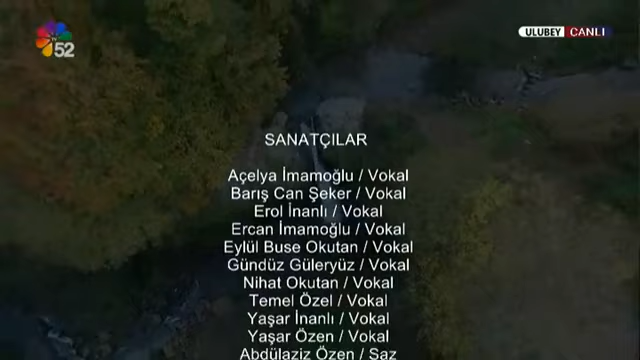 52
ULUBEY CANLI
SANATÇILAR
Açelya İmamoğlu / Vokal
Barış Can Şeker / Vokal
Erol İnanlı / Vokal
Ercan İmamoğlu / Vokal
Eylül Buse Okutan / Vokal
Gündüz Güleryüz / Vokal
Nihat Okutan / Vokal
Temel Özel / Vokal
Yaşar İnanlı / Vokal
Yaşar Özen / Vokal
Abdülaziz Özen / Saz